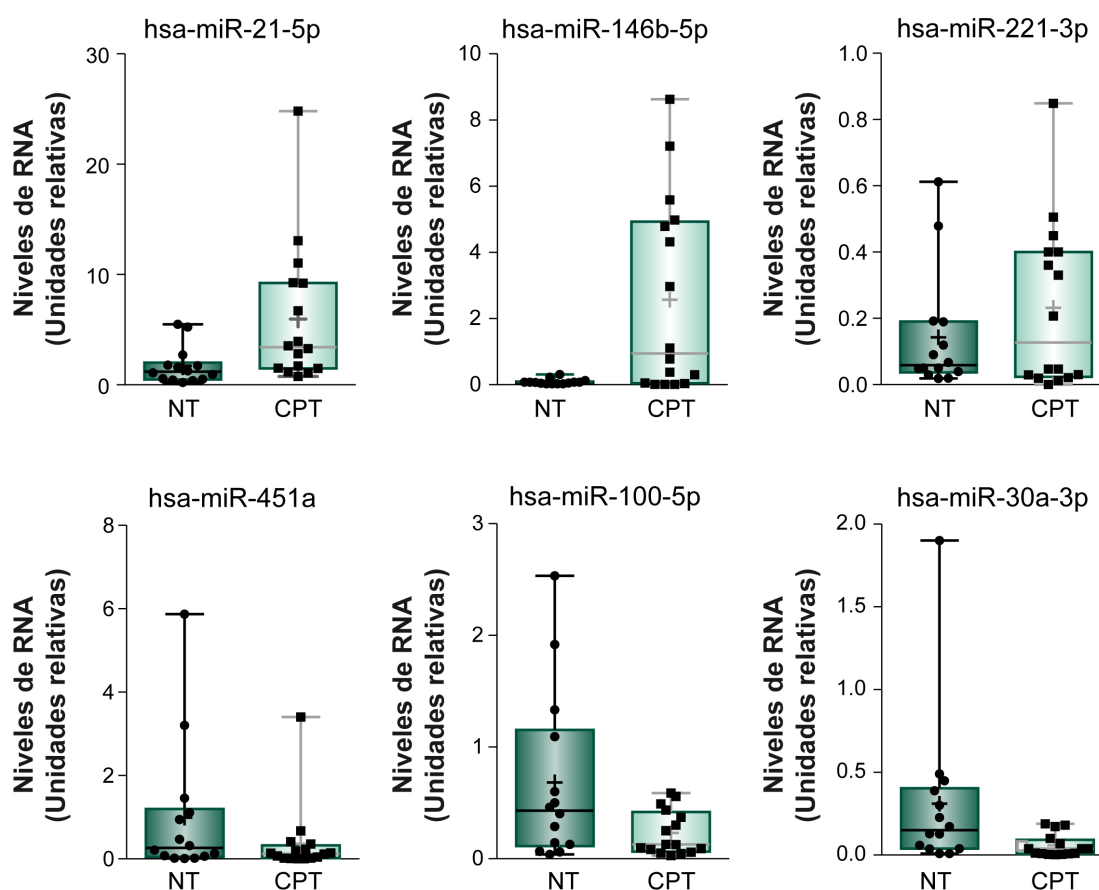 hsa-miR-21-5p
Niveles de RNA
(Unidades relativas)
30
20
10
0
NT
CPT
hsa-miR-146b-5p
Niveles de RNA
(Unidades relativas)
10
8
6
4
2
0
NT
CPT
hsa-miR-221-3p
Niveles de RNA
(Unidades relativas)
1.0
0.8
0.6
0.4
0.2
0.0
NT
CPT
hsa-miR-451a
Niveles de RNA
(Unidades relativas)
8
6
4
2
0
NT
CPT
hsa-miR-100-5p
Niveles de RNA
(Unidades relativas)
3
2
1
0
NT
CPT
hsa-miR-30a-3p
Niveles de RNA
(Unidades relativas)
2.0
1.5
1.0
0.5
0.0
NT
CPT